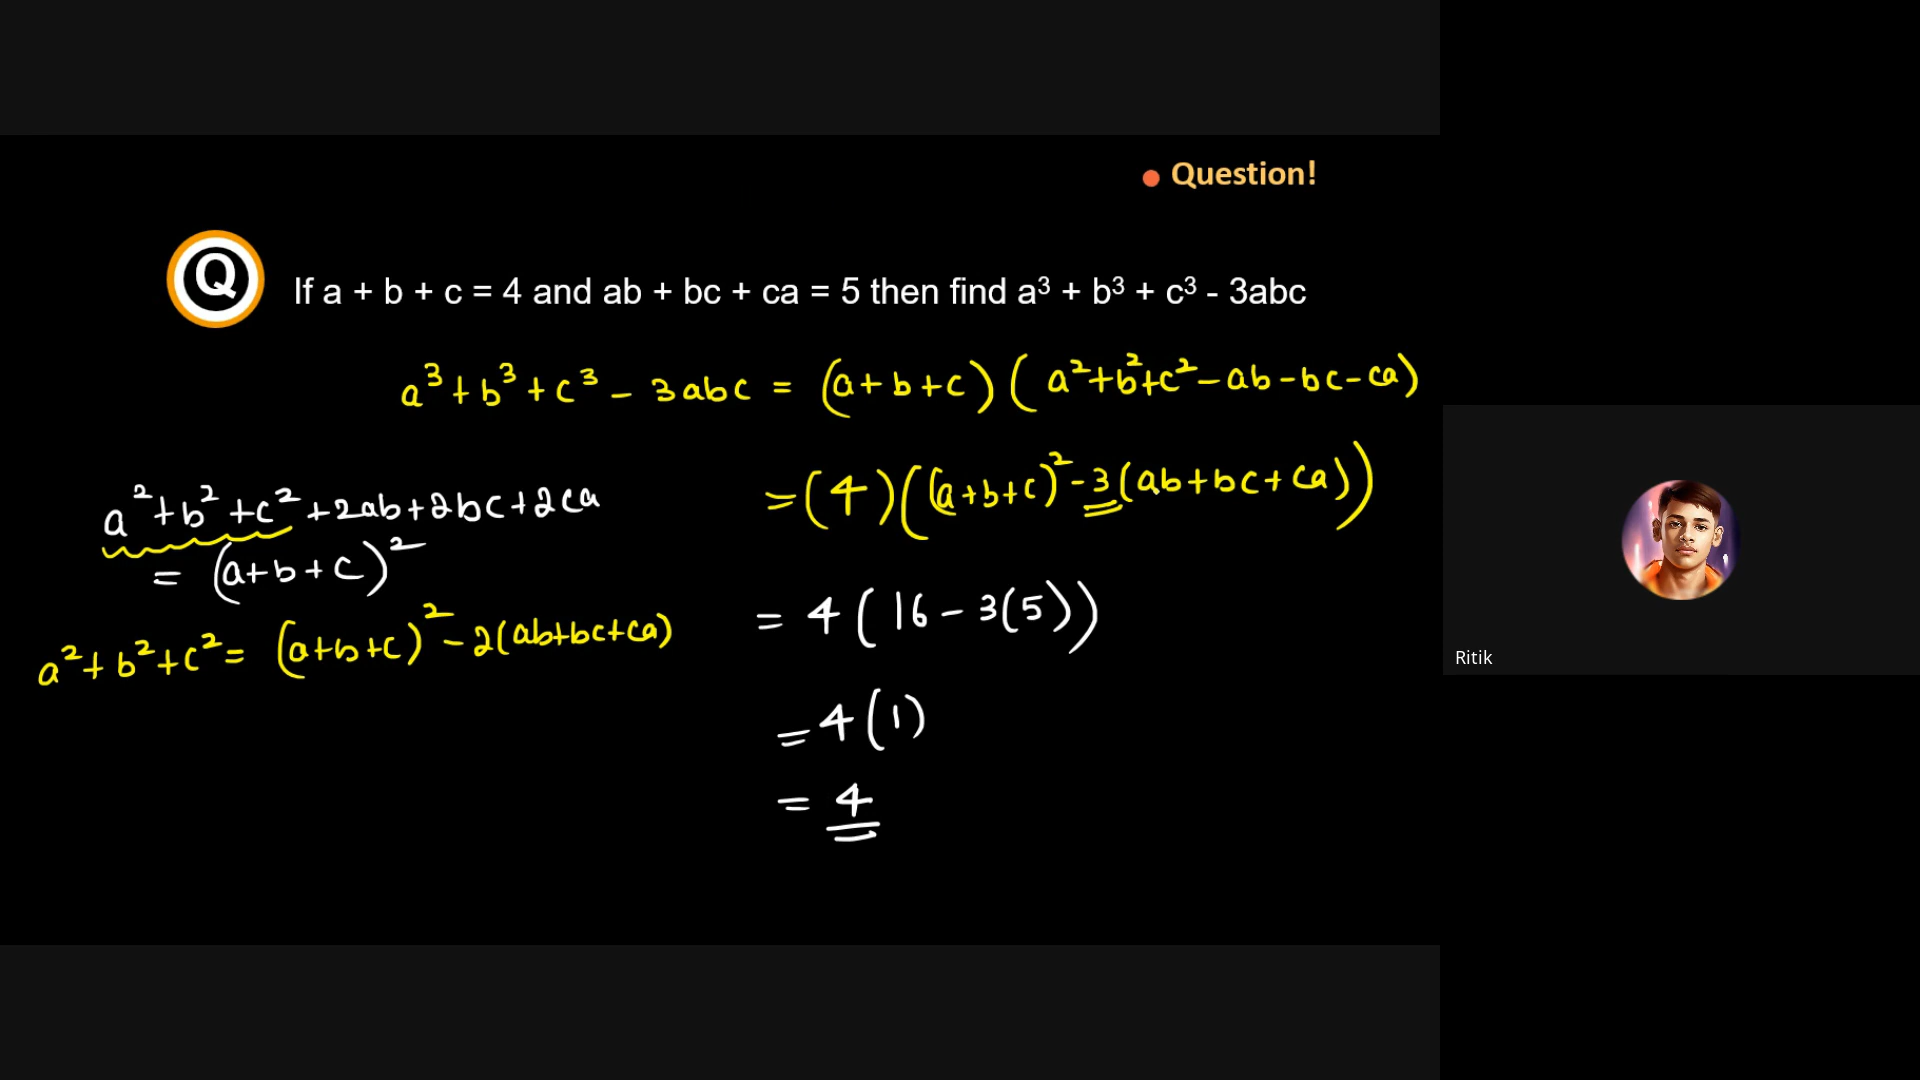 Question!
Q
If a + b + c = 4 and ab + bc + ca = 5 then find a³ + b³ + c³ - 3abc
a³ + b³ + c³ - 3abc = (a + b + c) (a² + b² + c² - ab - bc - ca)
a² + b² + c² + 2ab + 2bc + 2ca
= (a + b + c)²
a² + b² + c² = (a + b + c)² - 2(ab + bc + ca)
= (4) ((a + b + c)² - 3(ab + bc + ca))
= 4 (16 - 3(5))
= 4 (1)
= 4
Ritik